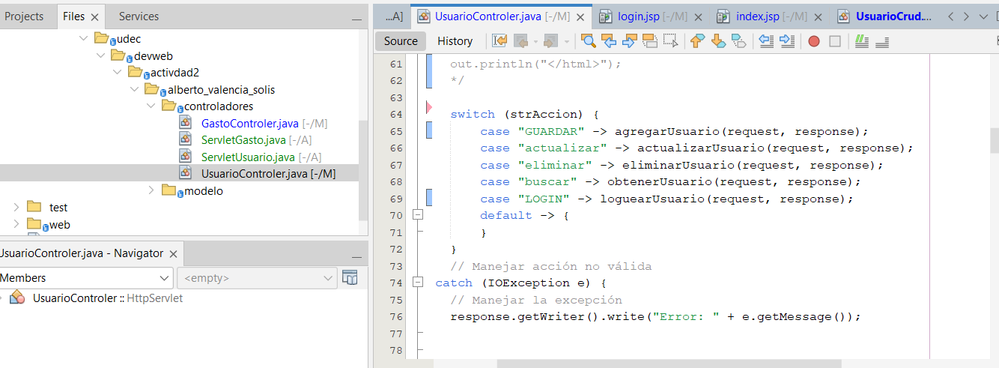 Projects Files Services
udec
devweb
activdad2
alberto_valencia_solis
controladores
GastoControler.java [-/M]
ServletGasto.java [-/A]
ServletUsuario.java [-/A]
UsuarioControler.java [-/M]
modelo
test
web
UsuarioControler.java - Navigator
Members <empty>
UsuarioControler :: HttpServlet
...A] UsuarioControler.java [-/M] login.jsp [-/M] index.jsp [-/M] UsuarioCrud....
Source History
61 out.println("</html>");
62 */
63
64 switch (strAccion) {
65 case "GUARDAR" -> agregarUsuario(request, response);
66 case "actualizar" -> actualizarUsuario(request, response);
67 case "eliminar" -> eliminarUsuario(request, response);
68 case "buscar" -> obtenerUsuario(request, response);
69 case "LOGIN" -> loguearUsuario(request, response);
70 default -> {
71 }
72 }
73 // Manejar acción no válida
74 catch (IOException e) {
75 // Manejar la excepción
76 response.getWriter().write("Error: " + e.getMessage());
77
78